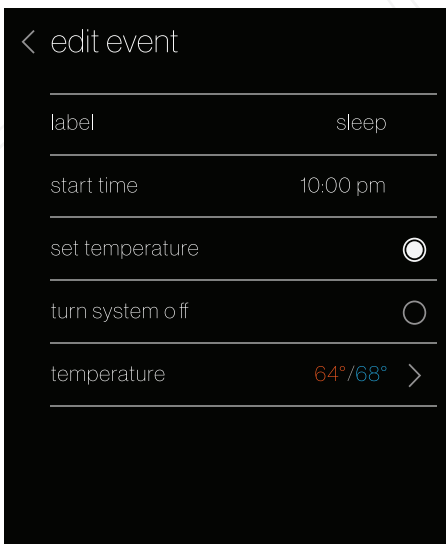 edit event
label sleep
start time 10:00 pm
set temperature
turn system off
temperature 64°/68°